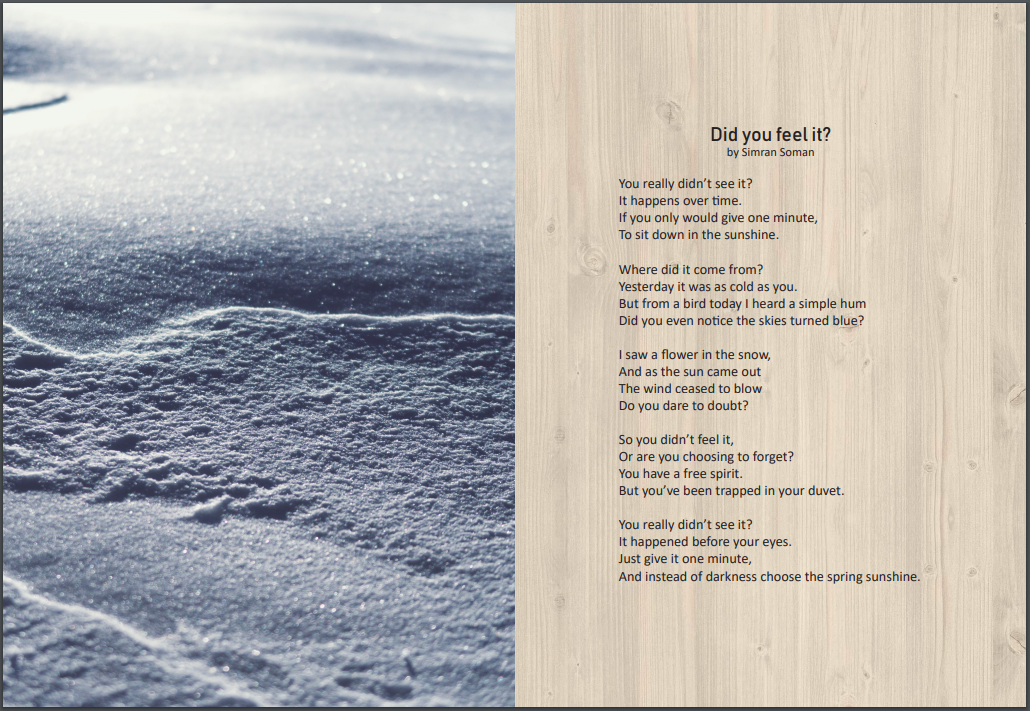 Did you feel it?
by Simran Soman
You really didn’t see it?
It happens over time.
If you only would give one minute,
To sit down in the sunshine.
Where did it come from?
Yesterday it was as cold as you.
But from a bird today I heard a simple hum
Did you even notice the skies turned blue?
I saw a flower in the snow,
And as the sun came out
The wind ceased to blow
Do you dare to doubt?
So you didn’t feel it,
Or are you choosing to forget?
You have a free spirit.
But you’ve been trapped in your duvet.
You really didn’t see it?
It happened before your eyes.
Just give it one minute,
And instead of darkness choose the spring sunshine.